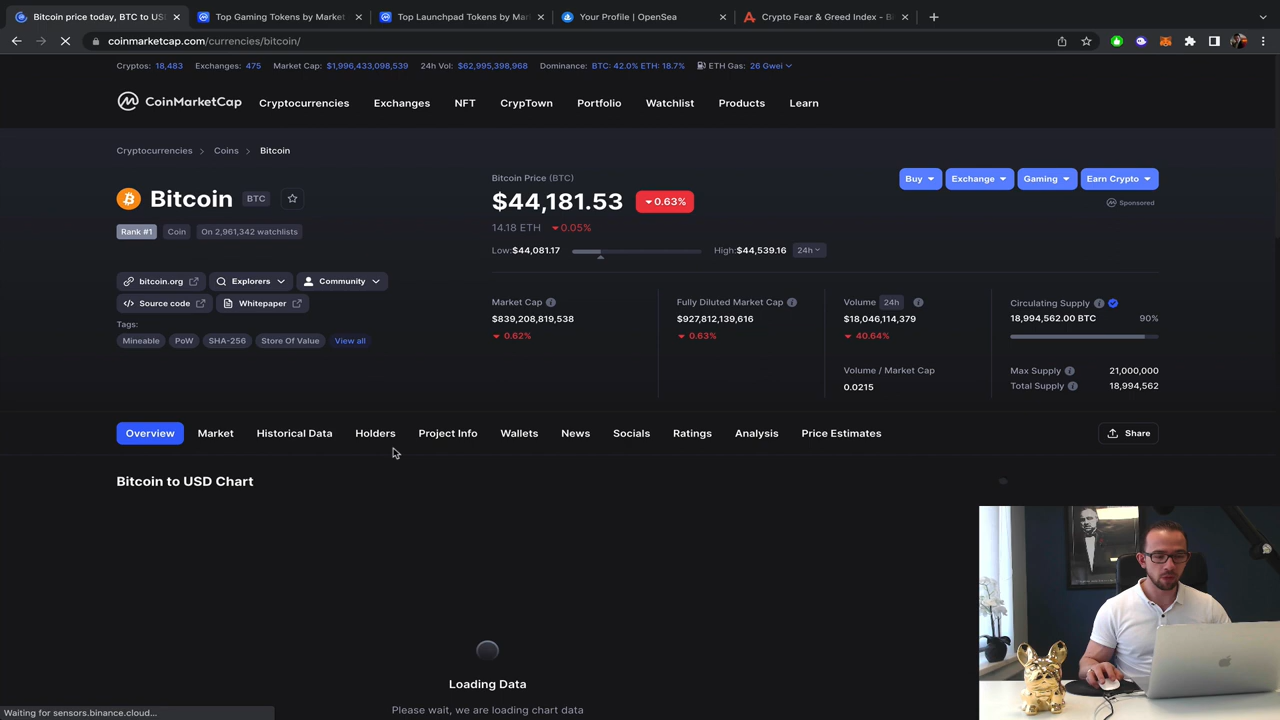 Bitcoin price today, BTC to USD
Top Gaming Tokens by Market
Top Launchpad Tokens by Mar
Your Profile | OpenSea
Crypto Fear & Greed Index - Bi
coinmarketcap.com/currencies/bitcoin/
Cryptos: 18,483 Exchanges: 475 Market Cap: $1,996,433,098,539 24h Vol: $62,995,398,968 Dominance: BTC: 42.0% ETH: 18.7% ETH Gas: 26 Gwei
CoinMarketCap Cryptocurrencies Exchanges NFT CrypTown Portfolio Watchlist Products Learn
Cryptocurrencies > Coins > Bitcoin
Bitcoin BTC
Rank #1 Coin On 2,961,342 watchlists
bitcoin.org Explorers Community
Source code Whitepaper
Tags:
Mineable PoW SHA-256 Store Of Value View all
Bitcoin Price (BTC)
$44,181.53 0.63%
14.18 ETH 0.05%
Low: $44,081.17 High: $44,539.16 24h
Buy Exchange Gaming Earn Crypto
Sponsored
Market Cap
$839,208,819,538
0.62%
Fully Diluted Market Cap
$927,812,139,616
0.63%
Volume 24h
$18,046,114,379
40.64%
Volume / Market Cap
0.0215
Circulating Supply
18,994,562.00 BTC 90%
Max Supply 21,000,000
Total Supply 18,994,562
Overview Market Historical Data Holders Project Info Wallets News Socials Ratings Analysis Price Estimates Share
Bitcoin to USD Chart
Loading Data
Please wait, we are loading chart data
Waiting for sensors.binance.cloud...